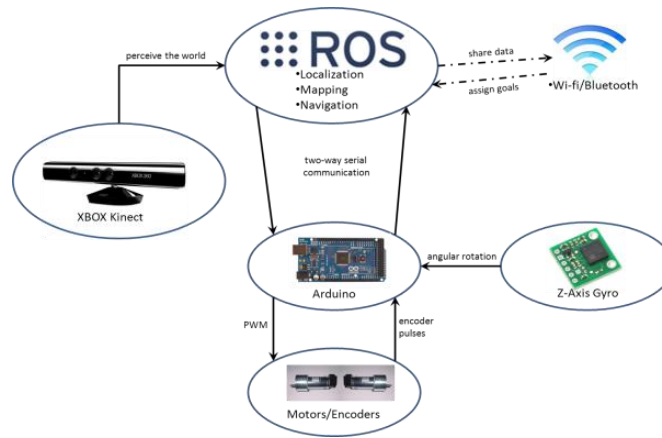 perceive the world
ROS
•Localization
•Mapping
•Navigation
share data
assign goals
•Wi-fi/Bluetooth
XBOX Kinect
two-way serial
communication
Arduino
angular rotation
Z-Axis Gyro
PWM
encoder
pulses
Motors/Encoders